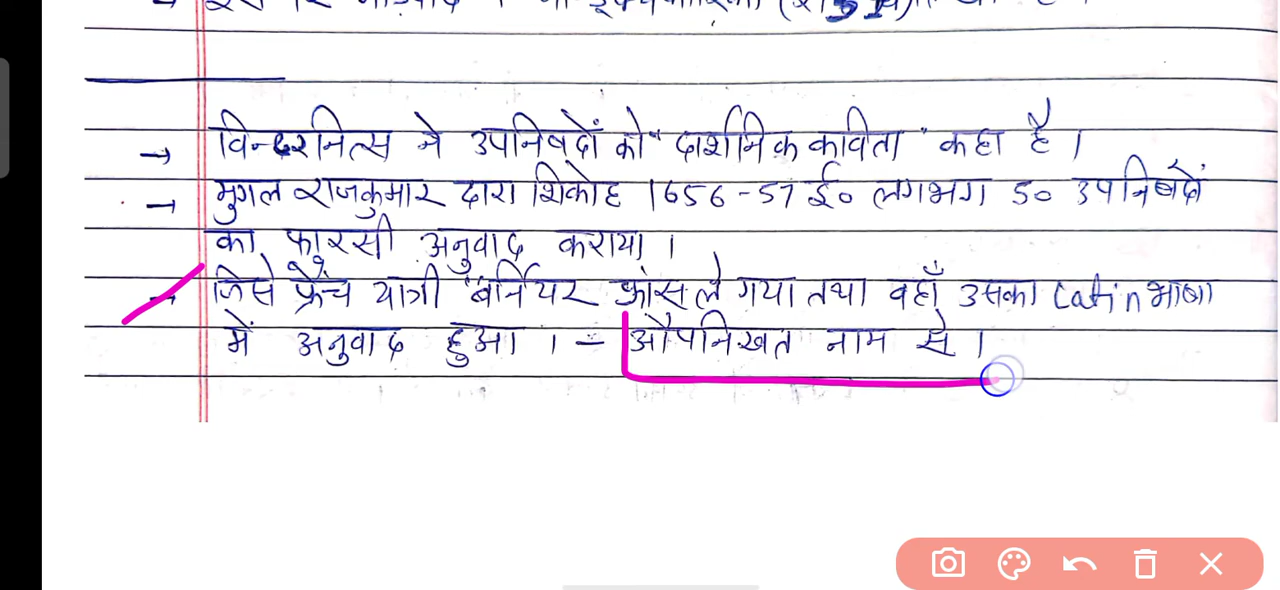 → विन्टरनित्स ने उपनिषदों को "दार्शनिक कविता" कहा है।
→ मुगल राजकुमार दारा शिकोह 1656-57 ई० लगभग 50 उपनिषदों
का फारसी अनुवाद कराया।
→ जिसे फ्रेंच यात्री बर्नियर फ्रांस ले गया तथा वहाँ उसका Latin भाषा
में अनुवाद हुआ। - औपनिखत नाम से।